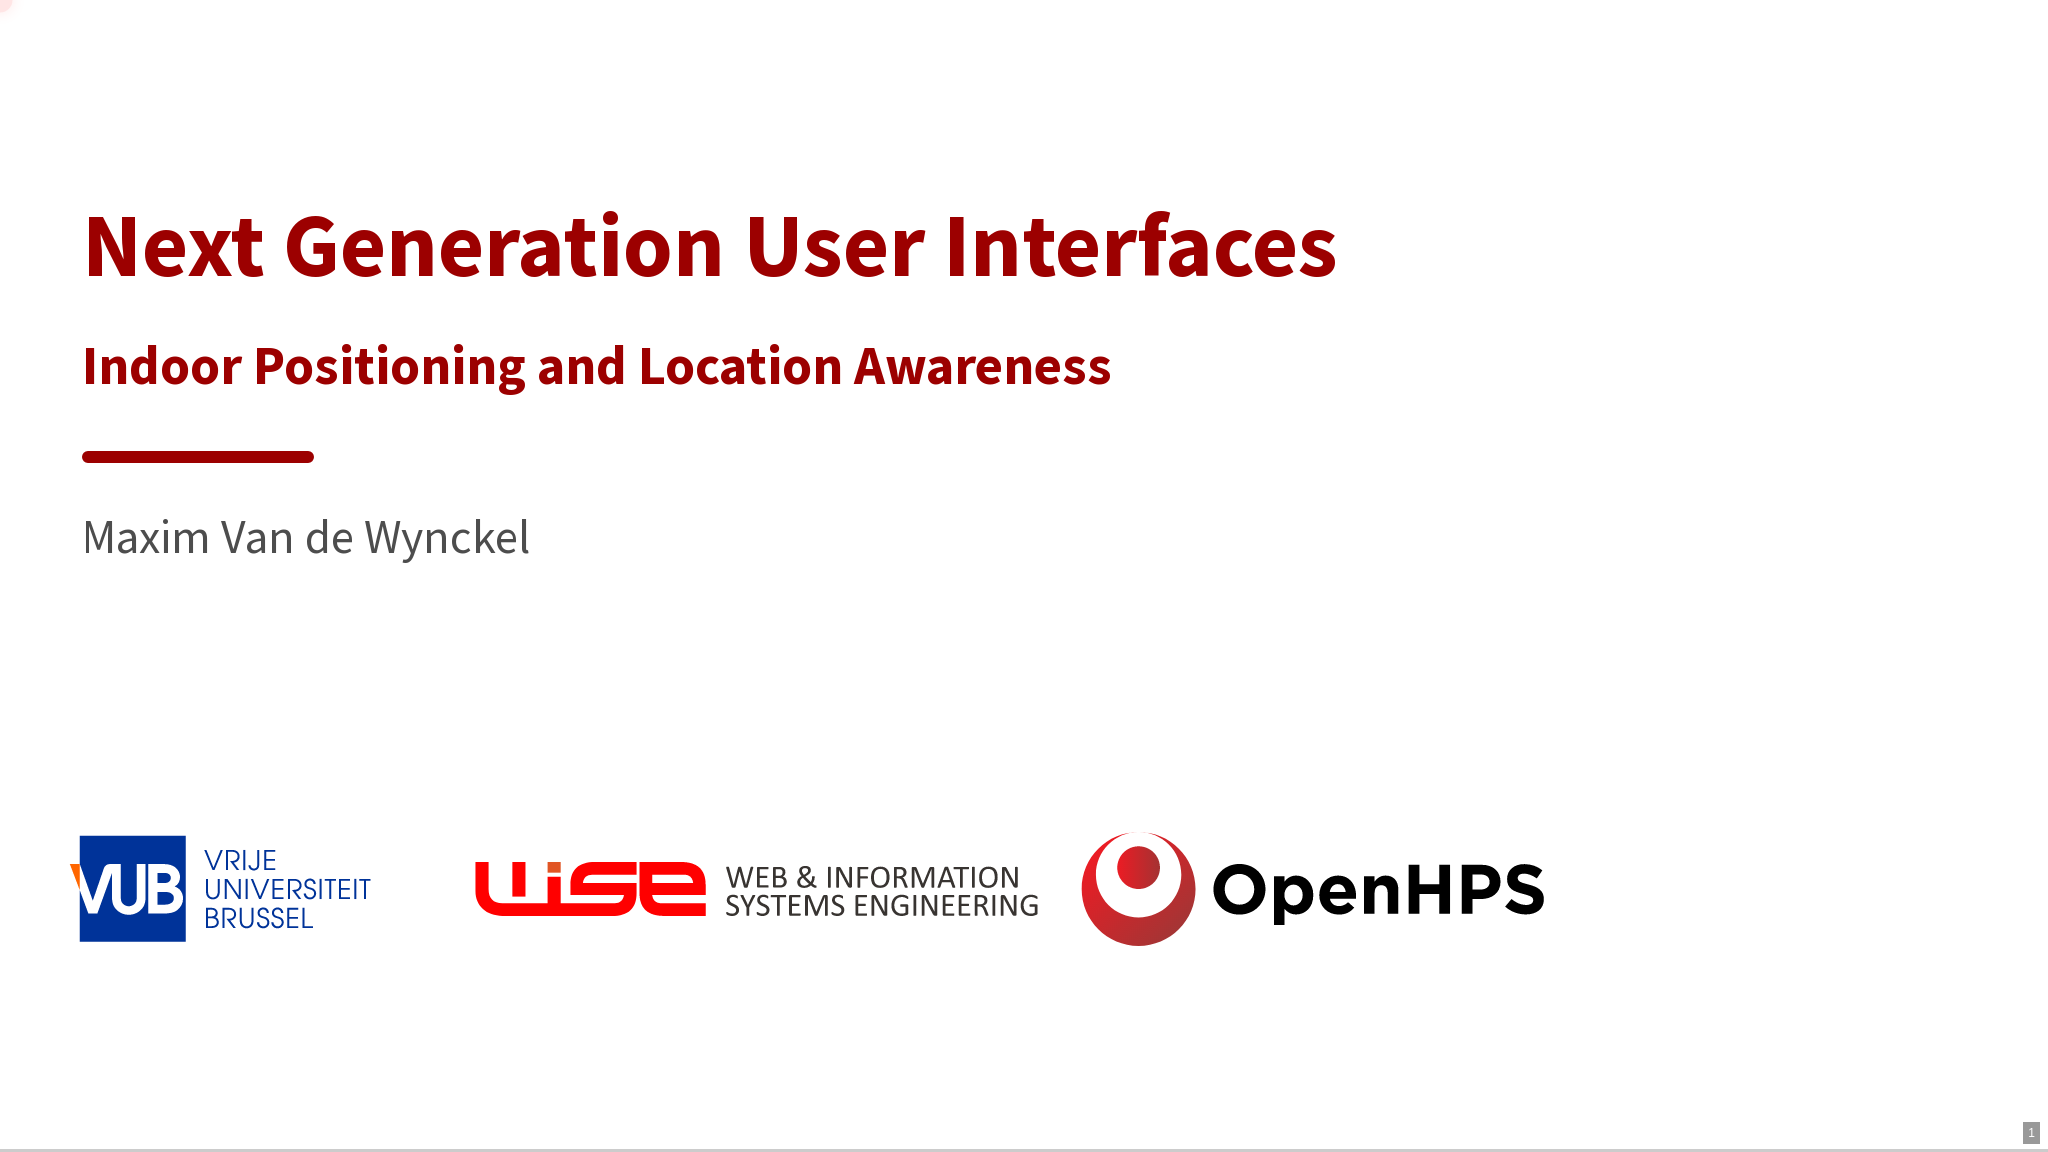 Next Generation User Interfaces
Indoor Positioning and Location Awareness
Maxim Van de Wynckel
VUB
VRIJE
UNIVERSITEIT
BRUSSEL
wise
WEB & INFORMATION
SYSTEMS ENGINEERING
OpenHPS
1